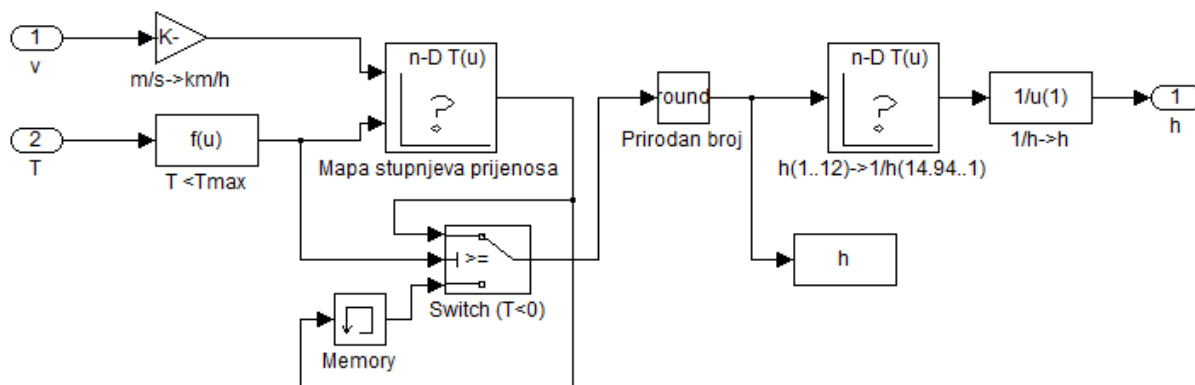 1
v
K-
m/s->km/h
2
T
f(u)
T <Tmax
n-D T(u)
Mapa stupnjeva prijenosa
>=
Switch (T<0)
Memory
round
Prirodan broj
n-D T(u)
h(1..12)->1/h(14.94..1)
1/u(1)
1/h->h
1
h
h